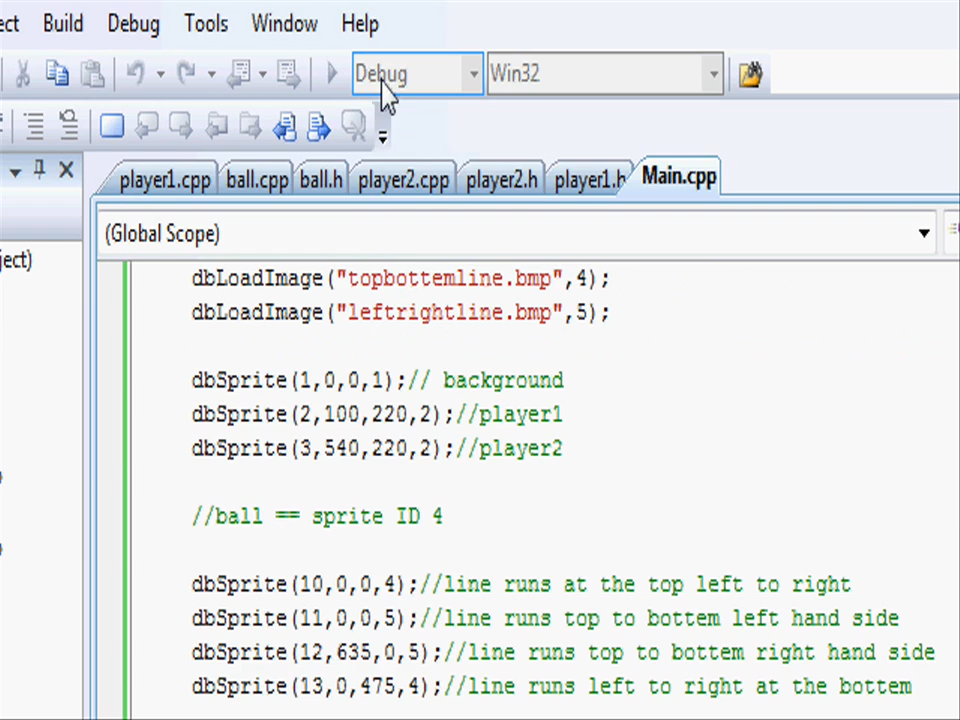 ect Build Debug Tools Window Help
Debug Win32
player1.cpp ball.cpp ball.h player2.cpp player2.h player1.h Main.cpp
(Global Scope)
ject)
dbLoadImage("topbottemline.bmp",4);
dbLoadImage("leftrightline.bmp",5);
dbSprite(1,0,0,1);// background
dbSprite(2,100,220,2);//player1
dbSprite(3,540,220,2);//player2
//ball == sprite ID 4
dbSprite(10,0,0,4);//line runs at the top left to right
dbSprite(11,0,0,5);//line runs top to bottem left hand side
dbSprite(12,635,0,5);//line runs top to bottem right hand side
dbSprite(13,0,475,4);//line runs left to right at the bottem